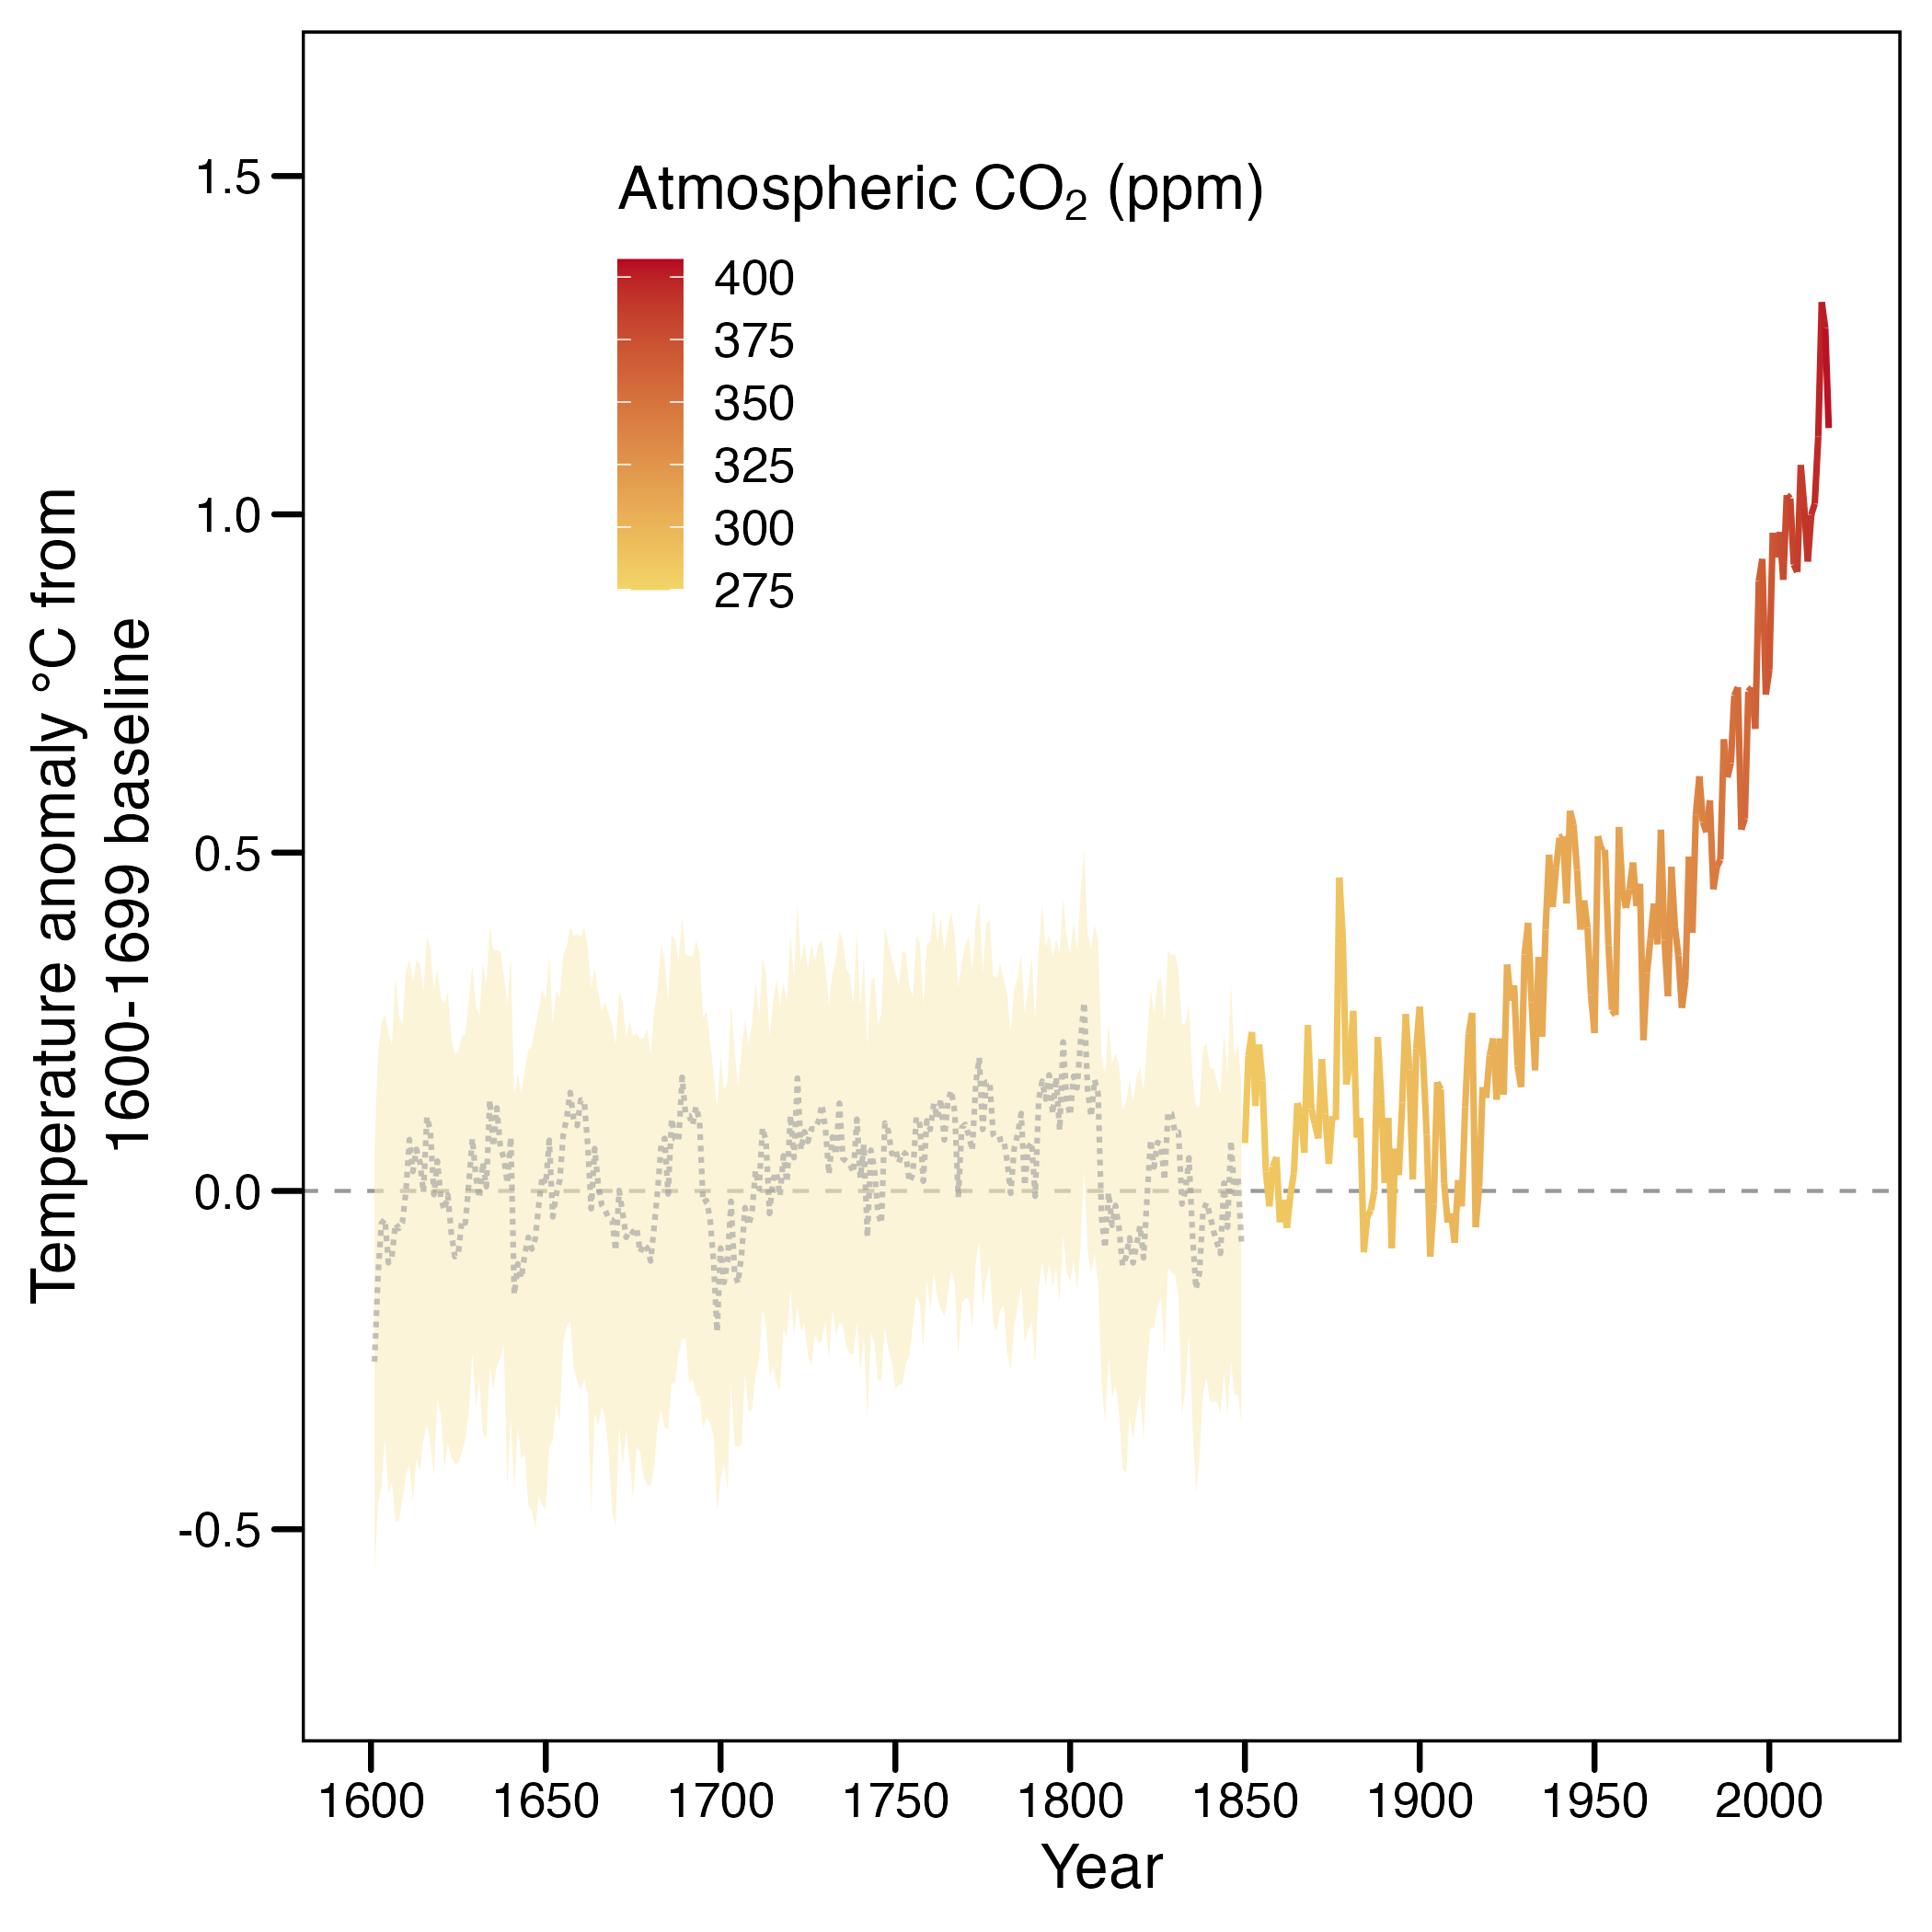 Temperature anomaly °C from
1600-1699 baseline
1.5
1.0
0.5
0.0
-0.5
Atmospheric CO₂ (ppm)
400
375
350
325
300
275
1600 1650 1700 1750 1800 1850 1900 1950 2000
Year